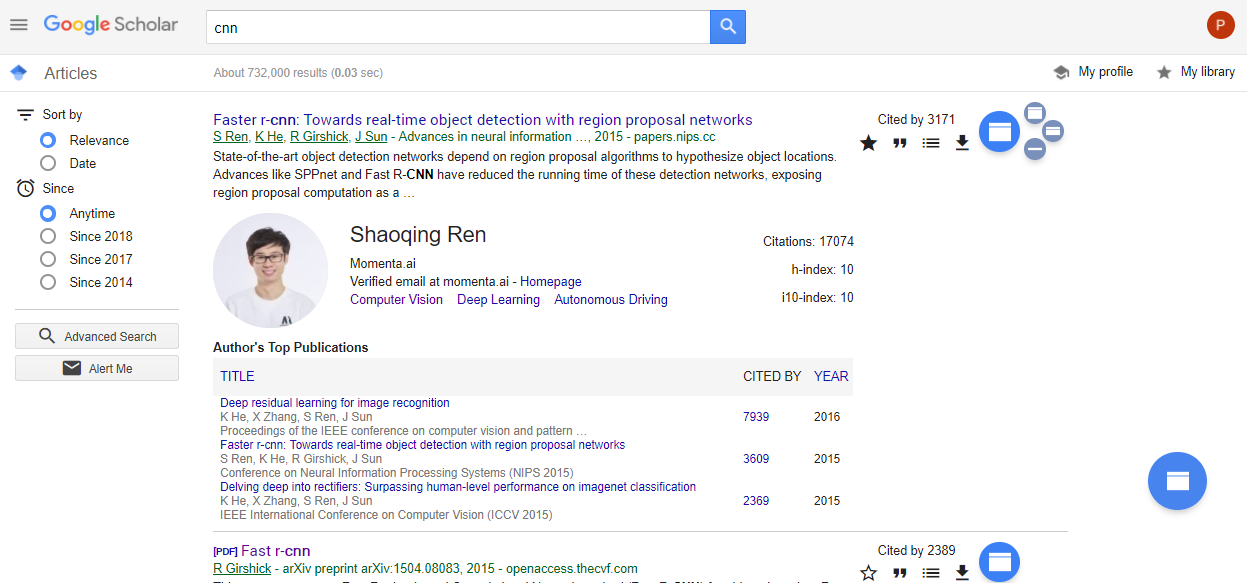 Google Scholar
cnn
P
Articles
About 732,000 results (0.03 sec)
My profile
My library
Sort by
Relevance
Date
Since
Anytime
Since 2018
Since 2017
Since 2014
Advanced Search
Alert Me
Faster r-cnn: Towards real-time object detection with region proposal networks
S Ren, K He, R Girshick, J Sun - Advances in neural information …, 2015 - papers.nips.cc
State-of-the-art object detection networks depend on region proposal algorithms to hypothesize object locations.
Advances like SPPnet and Fast R-CNN have reduced the running time of these detection networks, exposing
region proposal computation as a …
Cited by 3171
Shaoqing Ren
Momenta.ai
Verified email at momenta.ai - Homepage
Computer Vision Deep Learning Autonomous Driving
Citations: 17074
h-index: 10
i10-index: 10
Author's Top Publications
TITLE CITED BY YEAR
Deep residual learning for image recognition
K He, X Zhang, S Ren, J Sun 7939 2016
Proceedings of the IEEE conference on computer vision and pattern …
Faster r-cnn: Towards real-time object detection with region proposal networks
S Ren, K He, R Girshick, J Sun 3609 2015
Conference on Neural Information Processing Systems (NIPS 2015)
Delving deep into rectifiers: Surpassing human-level performance on imagenet classification
K He, X Zhang, S Ren, J Sun 2369 2015
IEEE International Conference on Computer Vision (ICCV 2015)
[PDF] Fast r-cnn
R Girshick - arXiv preprint arXiv:1504.08083, 2015 - openaccess.thecvf.com
Cited by 2389